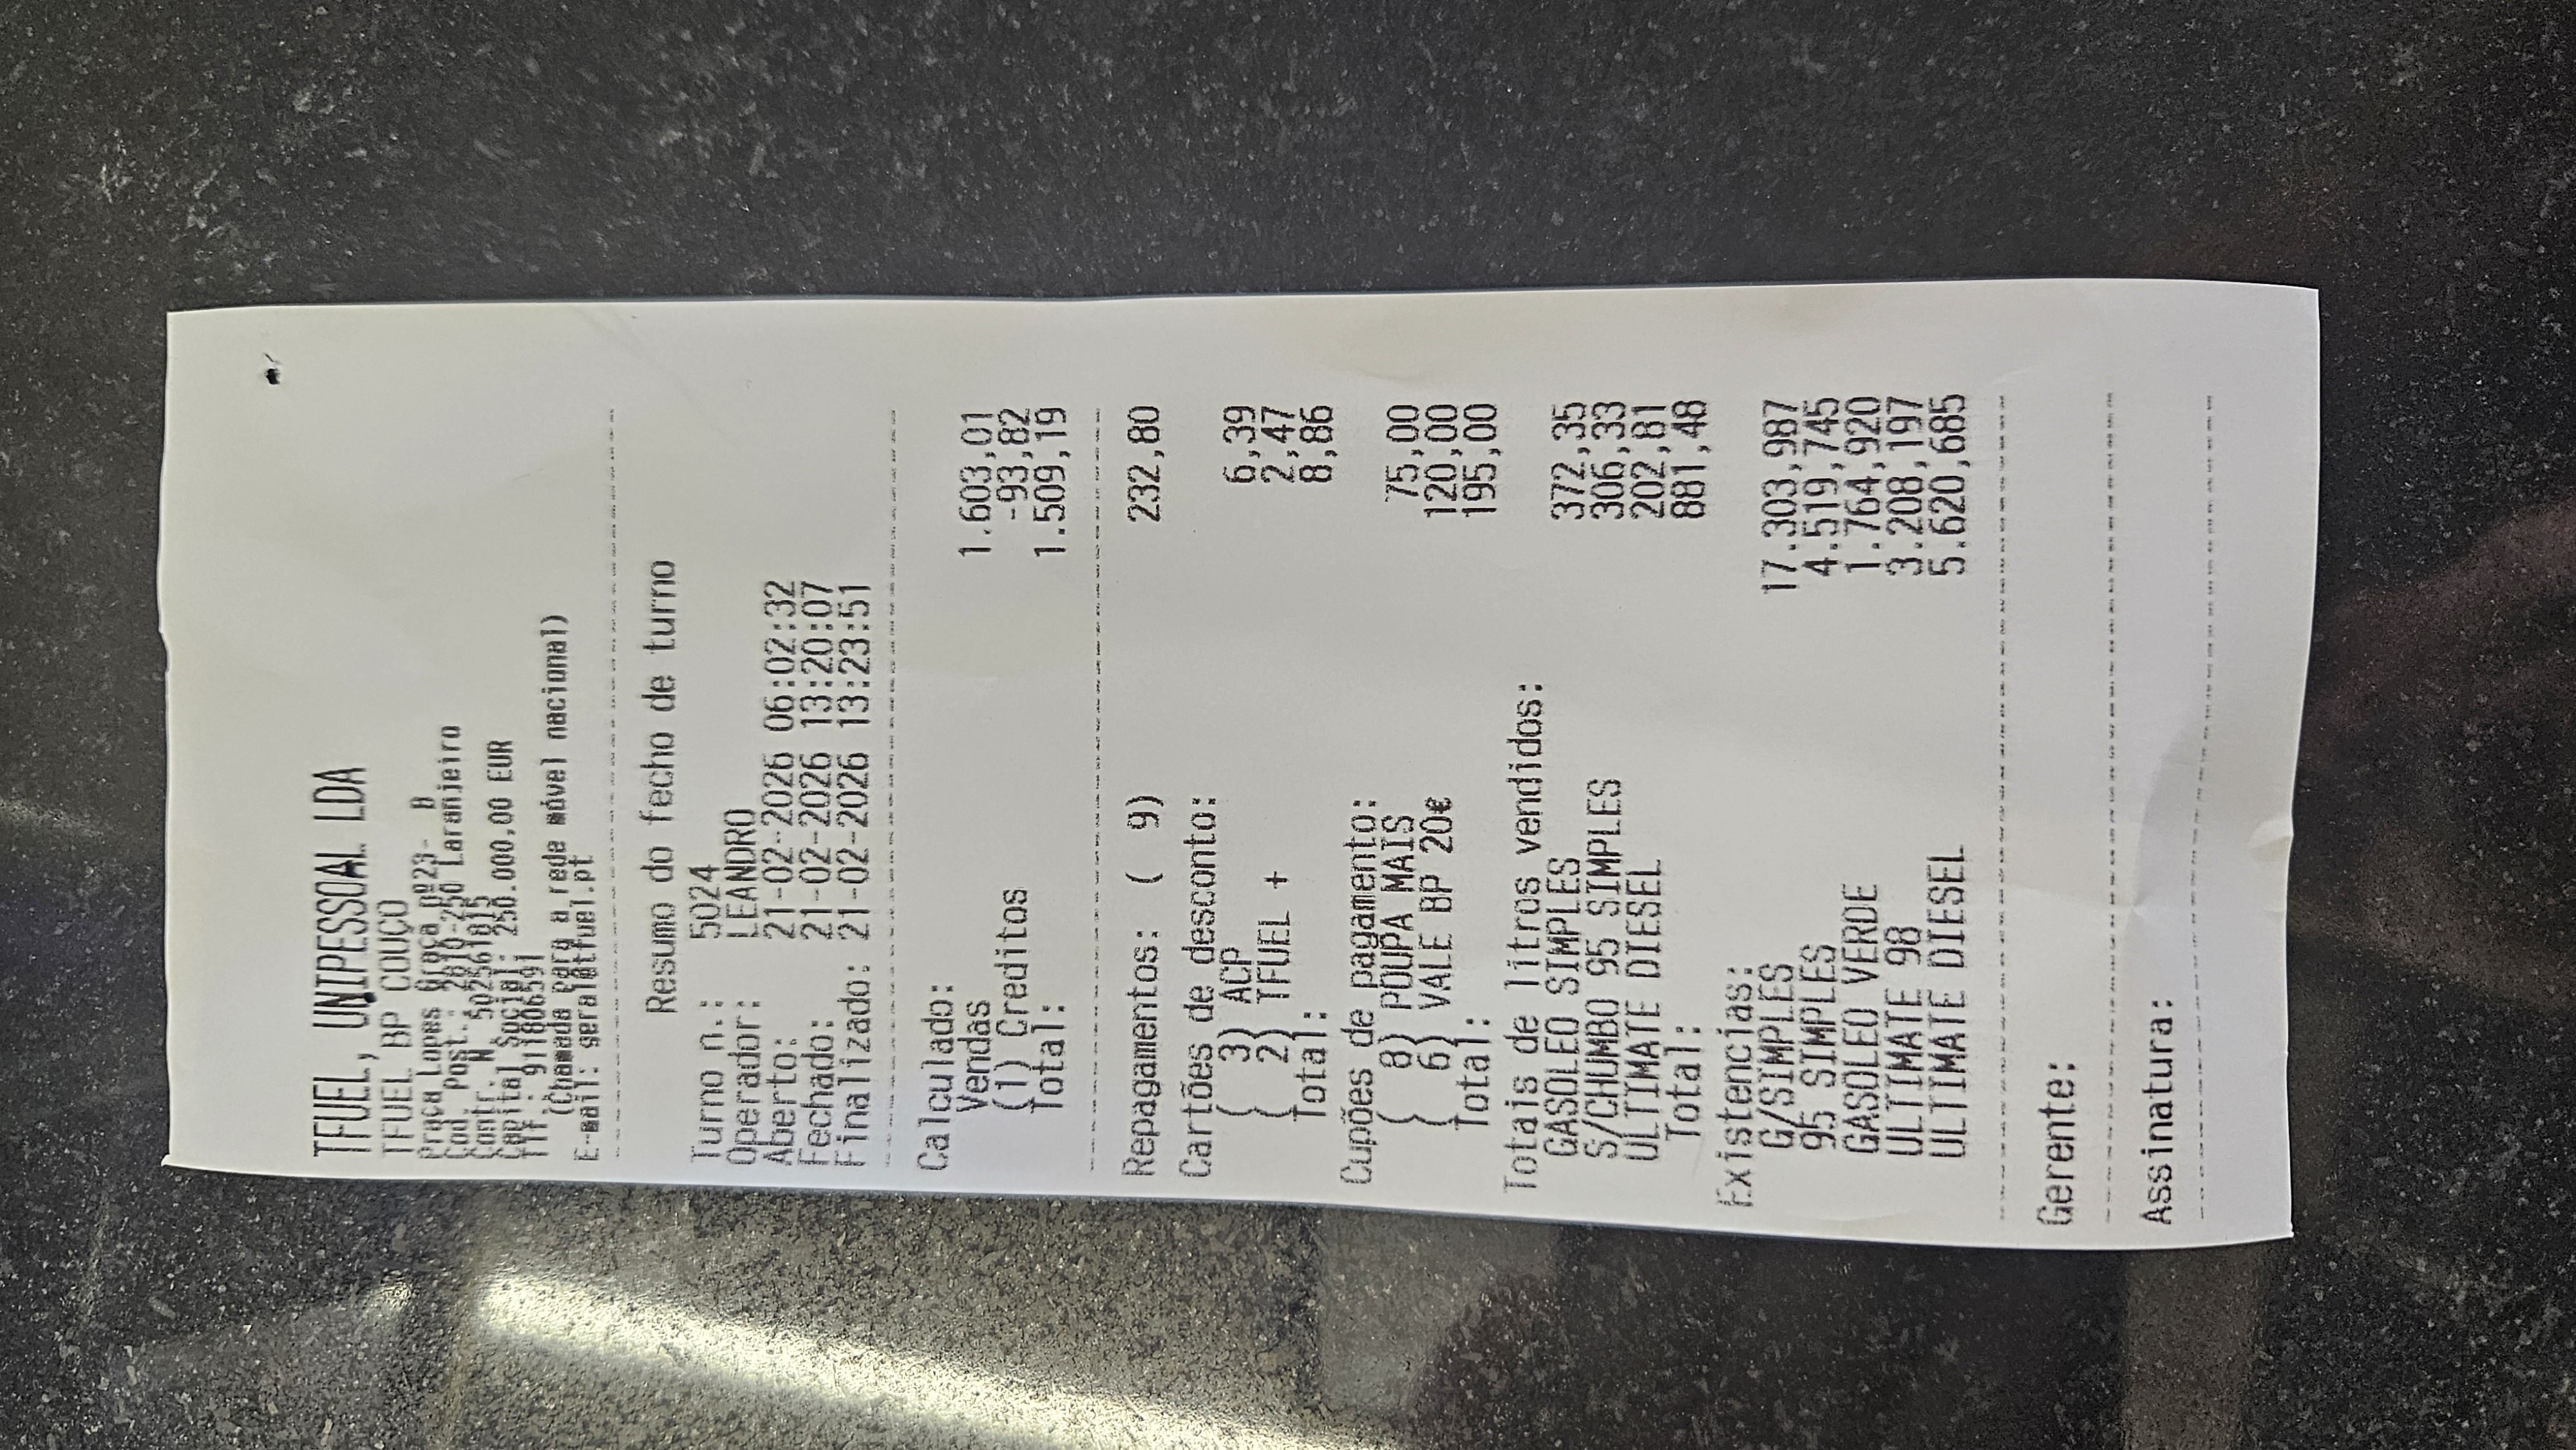 TFUEL, UNIPESSOAL LDA
TFUEL BP COUÇO
Praça Lopes Graça nº23- B
Cod. Post.: 2810-250 Laranjeiro
Contr. N 502561815
Capital Social: 250.000,00 EUR
Tlf.: 911806591
(Chamada para a rede móvel nacional)
E-mail: geral@tfuel.pt
Resumo do fecho de turno
Turno n.: 5024
Operador: LEANDRO
Aberto: 21-02-2026 06:02:32
Fechado: 21-02-2026 13:20:07
Finalizado: 21-02-2026 13:23:51
Calculado:
Vendas 1.603,01
(1) Creditos -93,82
Total: 1.509,19
Repagamentos: ( 9) 232,80
Cartões de desconto:
( 3) ACP 6,39
( 2) TFUEL + 2,47
Total: 8,86
Cupões de pagamento:
( 8) POUPA MAIS 75,00
( 6) VALE BP 20€ 120,00
Total: 195,00
Totais de litros vendidos:
GASOLEO SIMPLES 372,35
S/CHUMBO 95 SIMPLES 306,33
ULTIMATE DIESEL 202,81
Total: 881,48
Existencias:
G/SIMPLES 17.303,987
95 SIMPLES 4.519,745
GASOLEO VERDE 1.764,920
ULTIMATE 98 3.208,197
ULTIMATE DIESEL 5.620,685
Gerente:
Assinatura: